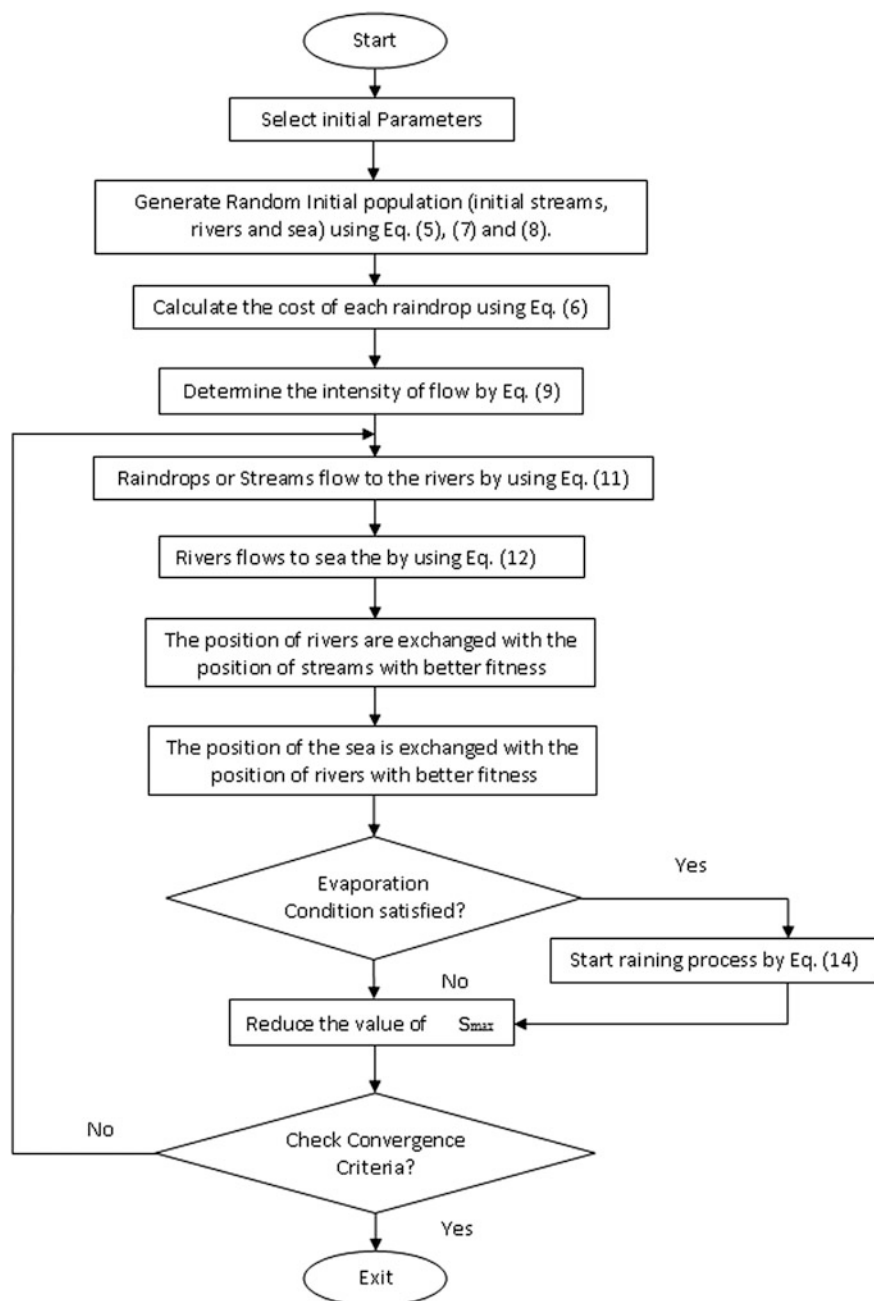 Start
Select initial Parameters
Generate Random Initial population (initial streams,
rivers and sea) using Eq. (5), (7) and (8).
Calculate the cost of each raindrop using Eq. (6)
Determine the intensity of flow by Eq. (9)
Raindrops or Streams flow to the rivers by using Eq. (11)
Rivers flows to sea the by using Eq. (12)
The position of rivers are exchanged with the
position of streams with better fitness
The position of the sea is exchanged with the
position of rivers with better fitness
Evaporation
Condition satisfied?
Yes
Start raining process by Eq. (14)
No
Reduce the value of Smax
No
Check Convergence
Criteria?
Yes
Exit